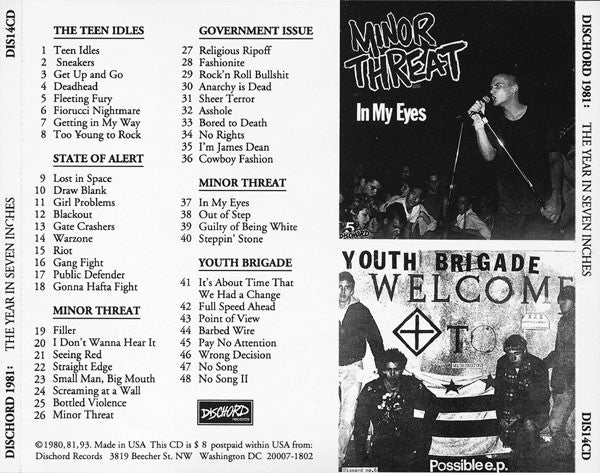 DIS14CD
DISCHORD 1981: THE YEAR IN SEVEN INCHES
THE TEEN IDLES
1 Teen Idles
2 Sneakers
3 Get Up and Go
4 Deadhead
5 Fleeting Fury
6 Fiorucci Nightmare
7 Getting in My Way
8 Too Young to Rock
STATE OF ALERT
9 Lost in Space
10 Draw Blank
11 Girl Problems
12 Blackout
13 Gate Crashers
14 Warzone
15 Riot
16 Gang Fight
17 Public Defender
18 Gonna Hafta Fight
MINOR THREAT
19 Filler
20 I Don't Wanna Hear It
21 Seeing Red
22 Straight Edge
23 Small Man, Big Mouth
24 Screaming at a Wall
25 Bottled Violence
26 Minor Threat
GOVERNMENT ISSUE
27 Religious Ripoff
28 Fashionite
29 Rock'n Roll Bullshit
30 Anarchy is Dead
31 Sheer Terror
32 Asshole
33 Bored to Death
34 No Rights
35 I'm James Dean
36 Cowboy Fashion
MINOR THREAT
37 In My Eyes
38 Out of Step
39 Guilty of Being White
40 Steppin' Stone
YOUTH BRIGADE
41 It's About Time That
We Had a Change
42 Full Speed Ahead
43 Point of View
44 Barbed Wire
45 Pay No Attention
46 Wrong Decision
47 No Song
48 No Song II
DISCHORD
records
©1980,81,93. Made in USA This CD is $ 8 postpaid within USA from:
Dischord Records 3819 Beecher St. NW Washington DC 20007-1802
MINOR
THREAT
In My Eyes
5
DISCHORD
YOUTH BRIGADE
WELCOME
TO
Possible e.p.
Dischord no.6
DISCHORD 1981: THE YEAR IN SEVEN INCHES
DIS14CD